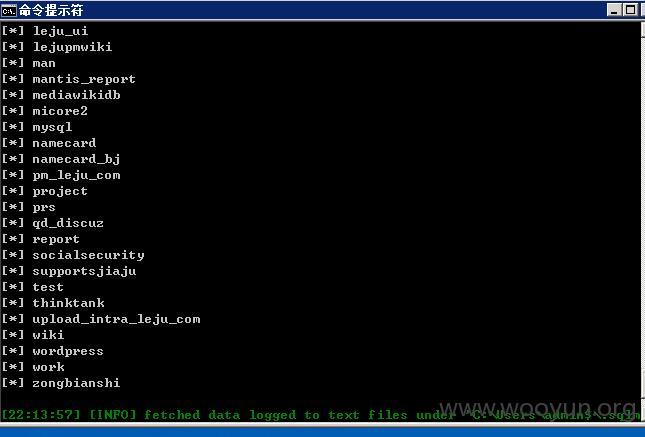 命令提示符
[*] leju_ui
[*] lejupmwiki
[*] man
[*] mantis_report
[*] mediawikidb
[*] micore2
[*] mysql
[*] namecard
[*] namecard_bj
[*] pm_leju_com
[*] project
[*] prs
[*] qd_discuz
[*] report
[*] socialsecurity
[*] supportsjiaju
[*] test
[*] thinktank
[*] upload_intra_leju_com
[*] wiki
[*] wordpress
[*] work
[*] zongbianshi
[22:13:57] [INFO] fetched data logged to text files under 'C:\Users\admin$\.sqlm
www.wooyun.org